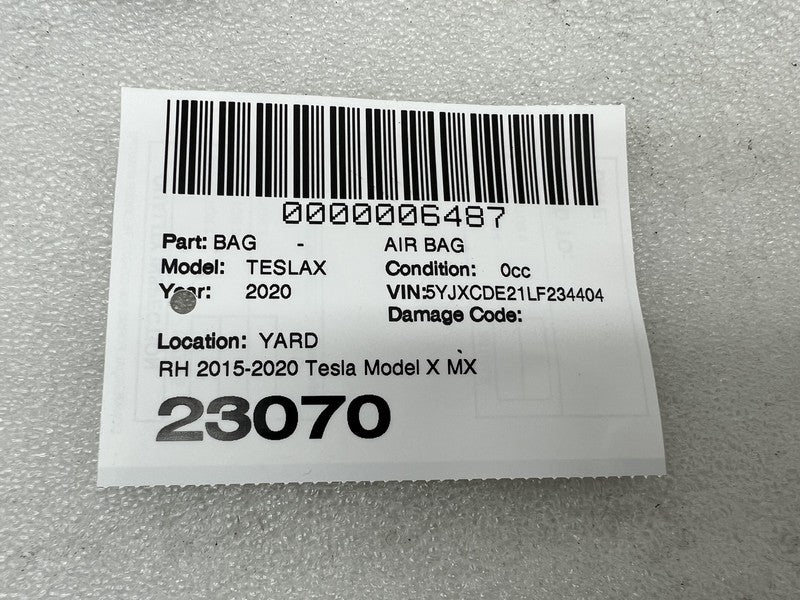 0000006487
Part: BAG - AIR BAG
Model: TESLAX Condition: 0cc
Year: 2020 VIN:5YJXCDE21LF234404
Damage Code:
Location: YARD
RH 2015-2020 Tesla Model X MX
23070